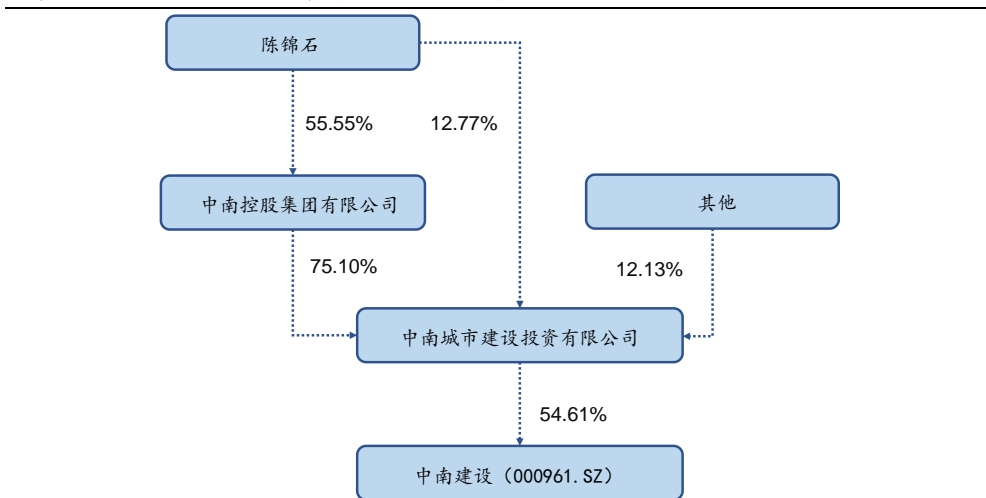 陈锦石
55.55%
12.77%
中南控股集团有限公司
其他
75.10%
12.13%
中南城市建设投资有限公司
54.61%
中南建设（000961.SZ）